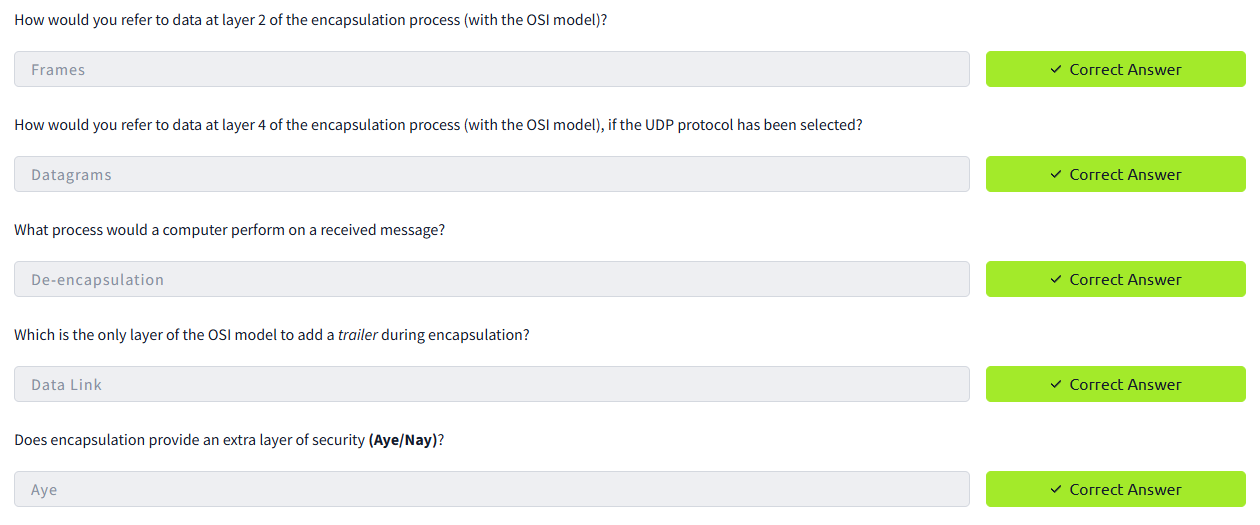 How would you refer to data at layer 2 of the encapsulation process (with the OSI model)?
Frames
✓ Correct Answer
How would you refer to data at layer 4 of the encapsulation process (with the OSI model), if the UDP protocol has been selected?
Datagrams
✓ Correct Answer
What process would a computer perform on a received message?
De-encapsulation
✓ Correct Answer
Which is the only layer of the OSI model to add a trailer during encapsulation?
Data Link
✓ Correct Answer
Does encapsulation provide an extra layer of security (Aye/Nay)?
Aye
✓ Correct Answer